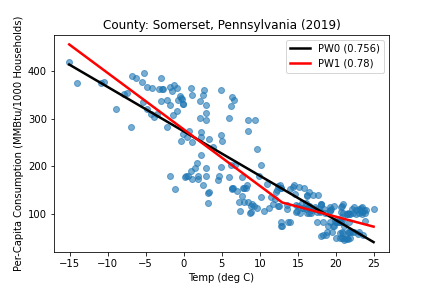 County: Somerset, Pennsylvania (2019)
PW0 (0.756)
PW1 (0.78)
Per-Capita Consumption (MMBtu/1000 Households)
400
300
200
100
−15 −10 −5 0 5 10 15 20 25
Temp (deg C)